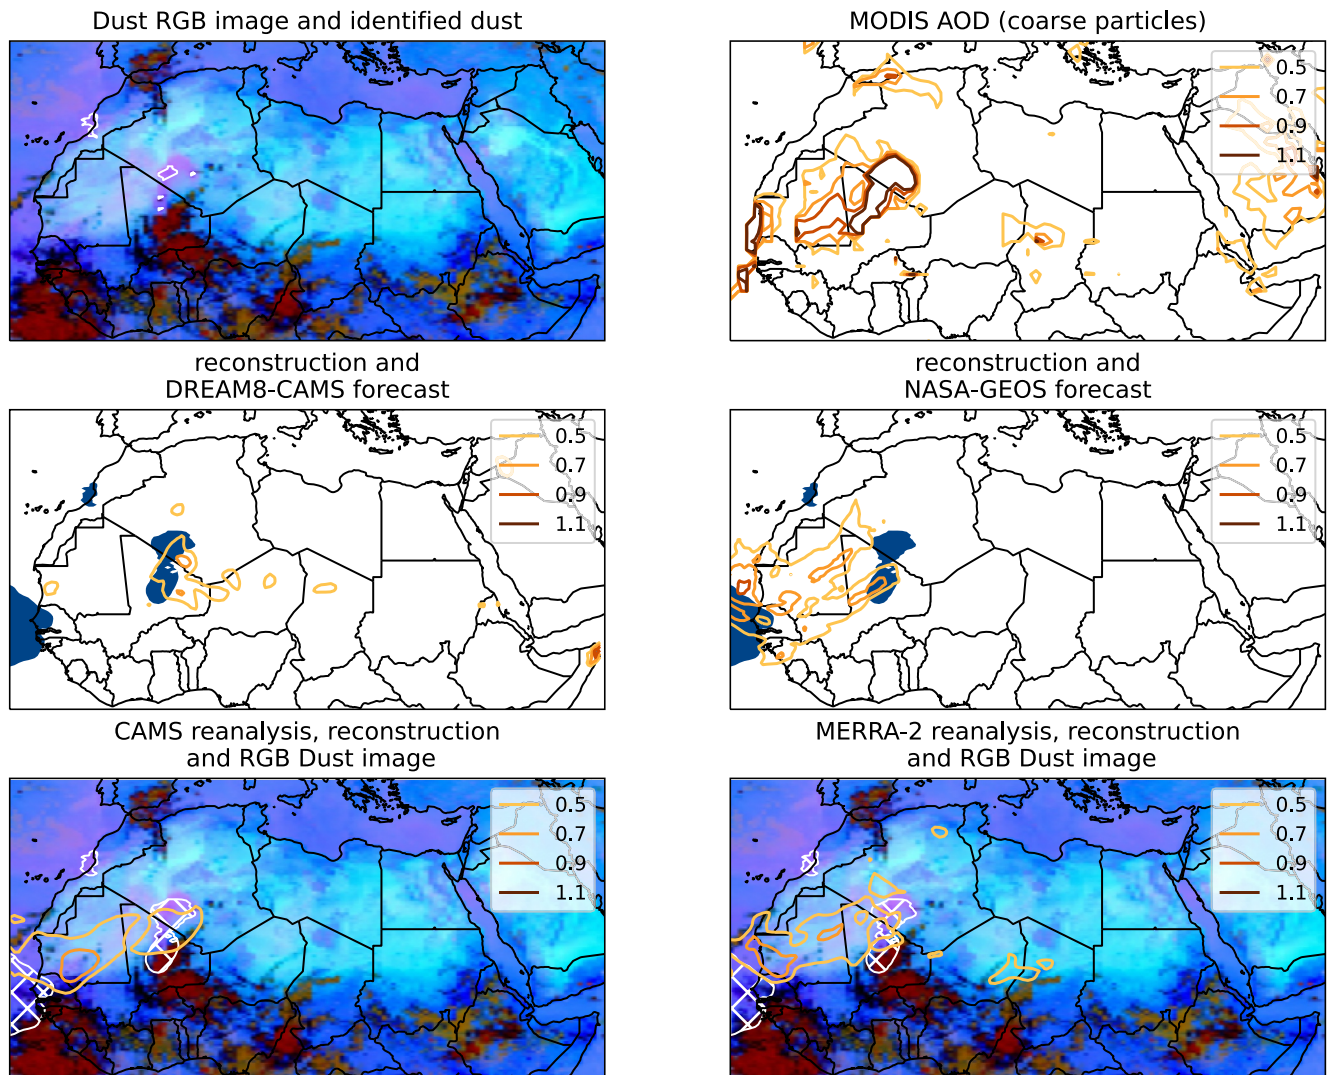 Dust RGB image and identified dust
MODIS AOD (coarse particles)
0.5
0.7
0.9
1.1
reconstruction and
DREAM8-CAMS forecast
0.5
0.7
0.9
1.1
reconstruction and
NASA-GEOS forecast
0.5
0.7
0.9
1.1
CAMS reanalysis, reconstruction
and RGB Dust image
0.5
0.7
0.9
1.1
MERRA-2 reanalysis, reconstruction
and RGB Dust image
0.5
0.7
0.9
1.1